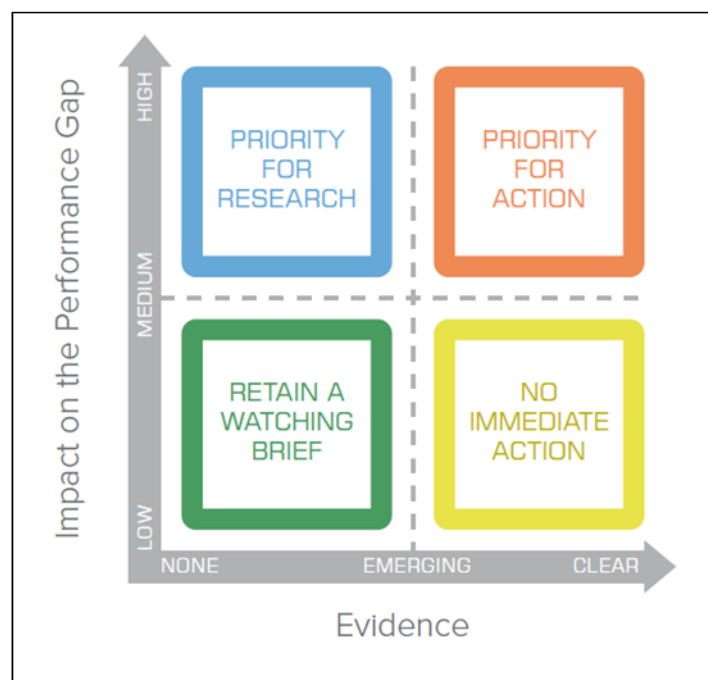 Impact on the Performance Gap
HIGH
MEDIUM
LOW
PRIORITY
FOR
RESEARCH
PRIORITY
FOR
ACTION
RETAIN A
WATCHING
BRIEF
NO
IMMEDIATE
ACTION
NONE
EMERGING
CLEAR
Evidence